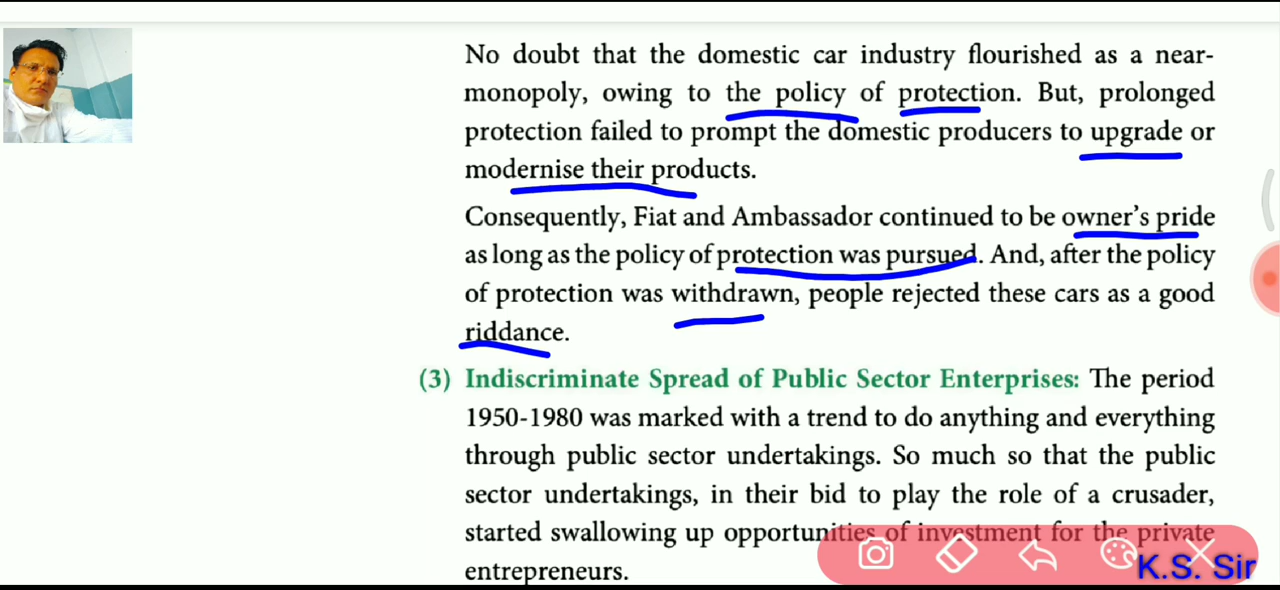 No doubt that the domestic car industry flourished as a near-
monopoly, owing to the policy of protection. But, prolonged
protection failed to prompt the domestic producers to upgrade or
modernise their products.
Consequently, Fiat and Ambassador continued to be owner's pride
as long as the policy of protection was pursued. And, after the policy
of protection was withdrawn, people rejected these cars as a good
riddance.
(3) Indiscriminate Spread of Public Sector Enterprises: The period
1950-1980 was marked with a trend to do anything and everything
through public sector undertakings. So much so that the public
sector undertakings, in their bid to play the role of a crusader,
started swallowing up opportunities of investment for the private
entrepreneurs.
K.S. Sir